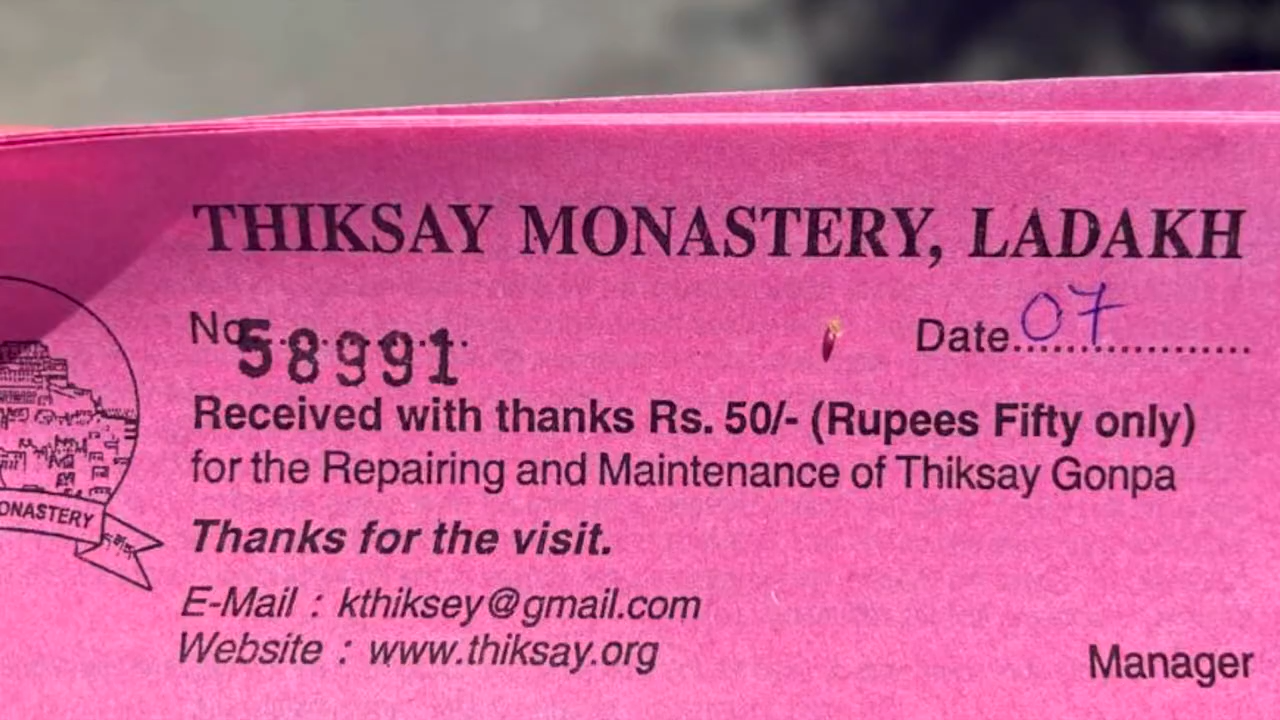 THIKSAY MONASTERY, LADAKH
No. 58991
Date 07
Received with thanks Rs. 50/- (Rupees Fifty only)
for the Repairing and Maintenance of Thiksay Gonpa
Thanks for the visit.
E-Mail : kthiksey@gmail.com
Website : www.thiksay.org
Manager